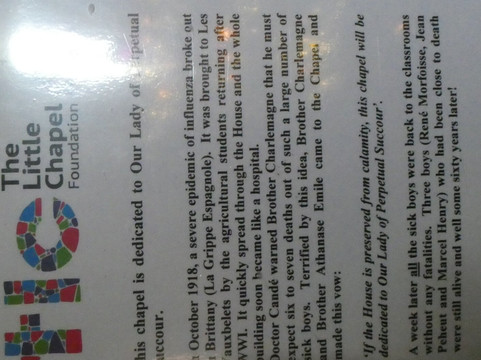 The
Little
Chapel
Foundation
his chapel is dedicated to Our Lady of Perpetual
uccour.
October 1918, a severe epidemic of influenza broke out
Brittany (La Grippe Espagnole). It was brought to Les
auxbelets by the agricultural students returning after
WWI. It quickly spread through the House and the whole
building soon became like a hospital.
Doctor Caudé warned Brother Charlemagne that he must
expect six to seven deaths out of such a large number of
sick boys. Terrified by this idea, Brother Charlemagne
and Brother Athanase Emile came to the Chapel and
made this vow:
'If the House is preserved from calamity, this chapel will be
dedicated to Our Lady of Perpetual Succour'.
A week later all the sick boys were back to the classrooms
without any fatalities. Three boys (René Morfoisse, Jean
Peheut and Marcel Henry) who had been close to death
were still alive and well some sixty years later!